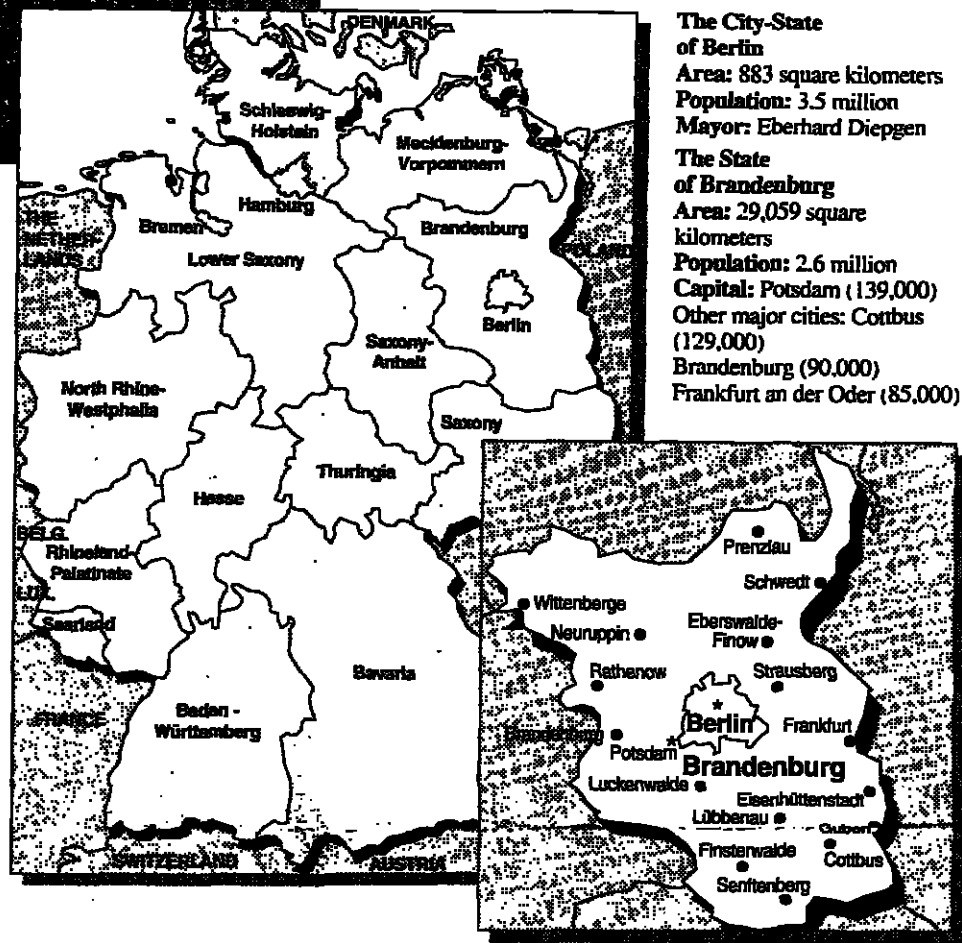 The City-State
of Berlin
Area: 883 square kilometers
Population: 3.5 million
Mayor: Eberhard Diepgen
The State
of Brandenburg
Area: 29,059 square
kilometers
Population: 2.6 million
Capital: Potsdam (139,000)
Other major cities: Cottbus
(129,000)
Brandenburg (90.000)
Frankfurt an der Oder (85,000)
DENMARK
Schleswig-
Holstein
Mecklenburg-
Vorpommern
Hamburg
Bremen
THE
NETHER-
LANDS
Lower Saxony
Brandenburg
POLAND
Berlin
Saxony-
Anhalt
North Rhine-
Westphalia
Saxony
Thuringia
Hesse
BELG.
Rhineland-
Palatinate
LUX.
Saarland
Bavaria
FRANCE
Baden -
Württemberg
SWITZERLAND
AUSTRIA
Prenzlau
Schwedt
Wittenberge
Neuruppin
Eberswalde-
Finow
Rathenow
Strausberg
Berlin
Frankfurt
Brandenburg
Potsdam
Brandenburg
Luckenwalde
Eisenhüttenstadt
Lübbenau
Guben
Finsterwalde
Cottbus
Senftenberg